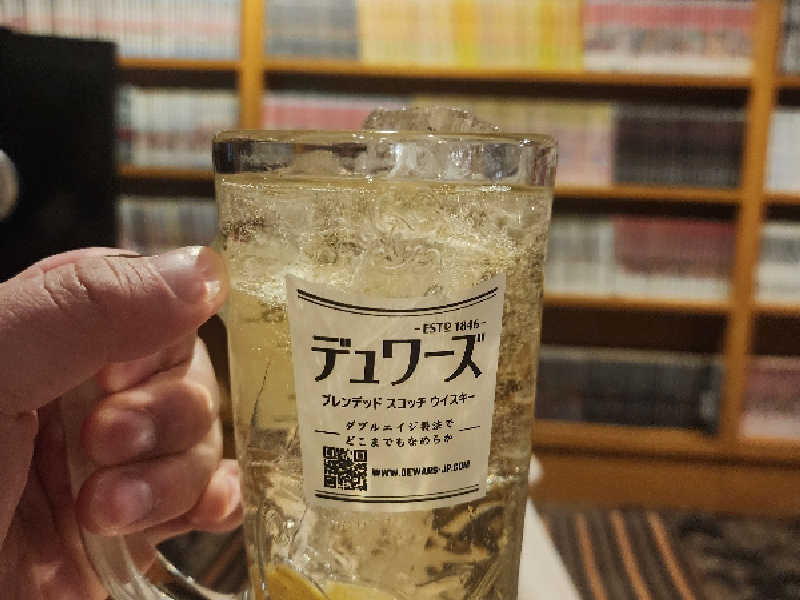 - ESTD 1846 -
デュワーズ
ブレンデッド スコッチ ウイスキー
ダブルエイジ製法で
どこまでもなめらか
WWW.DEWARS-JP.COM